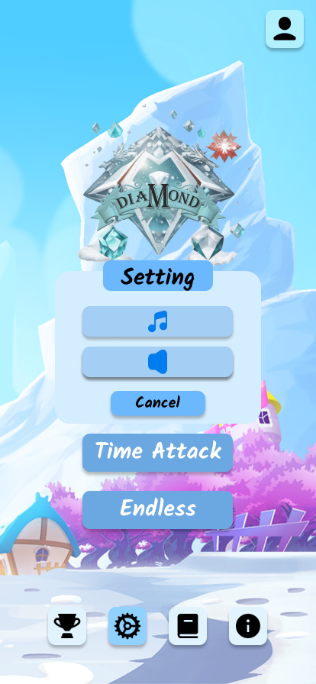 DIAMOND
Setting
Cancel
Time Attack
Endless